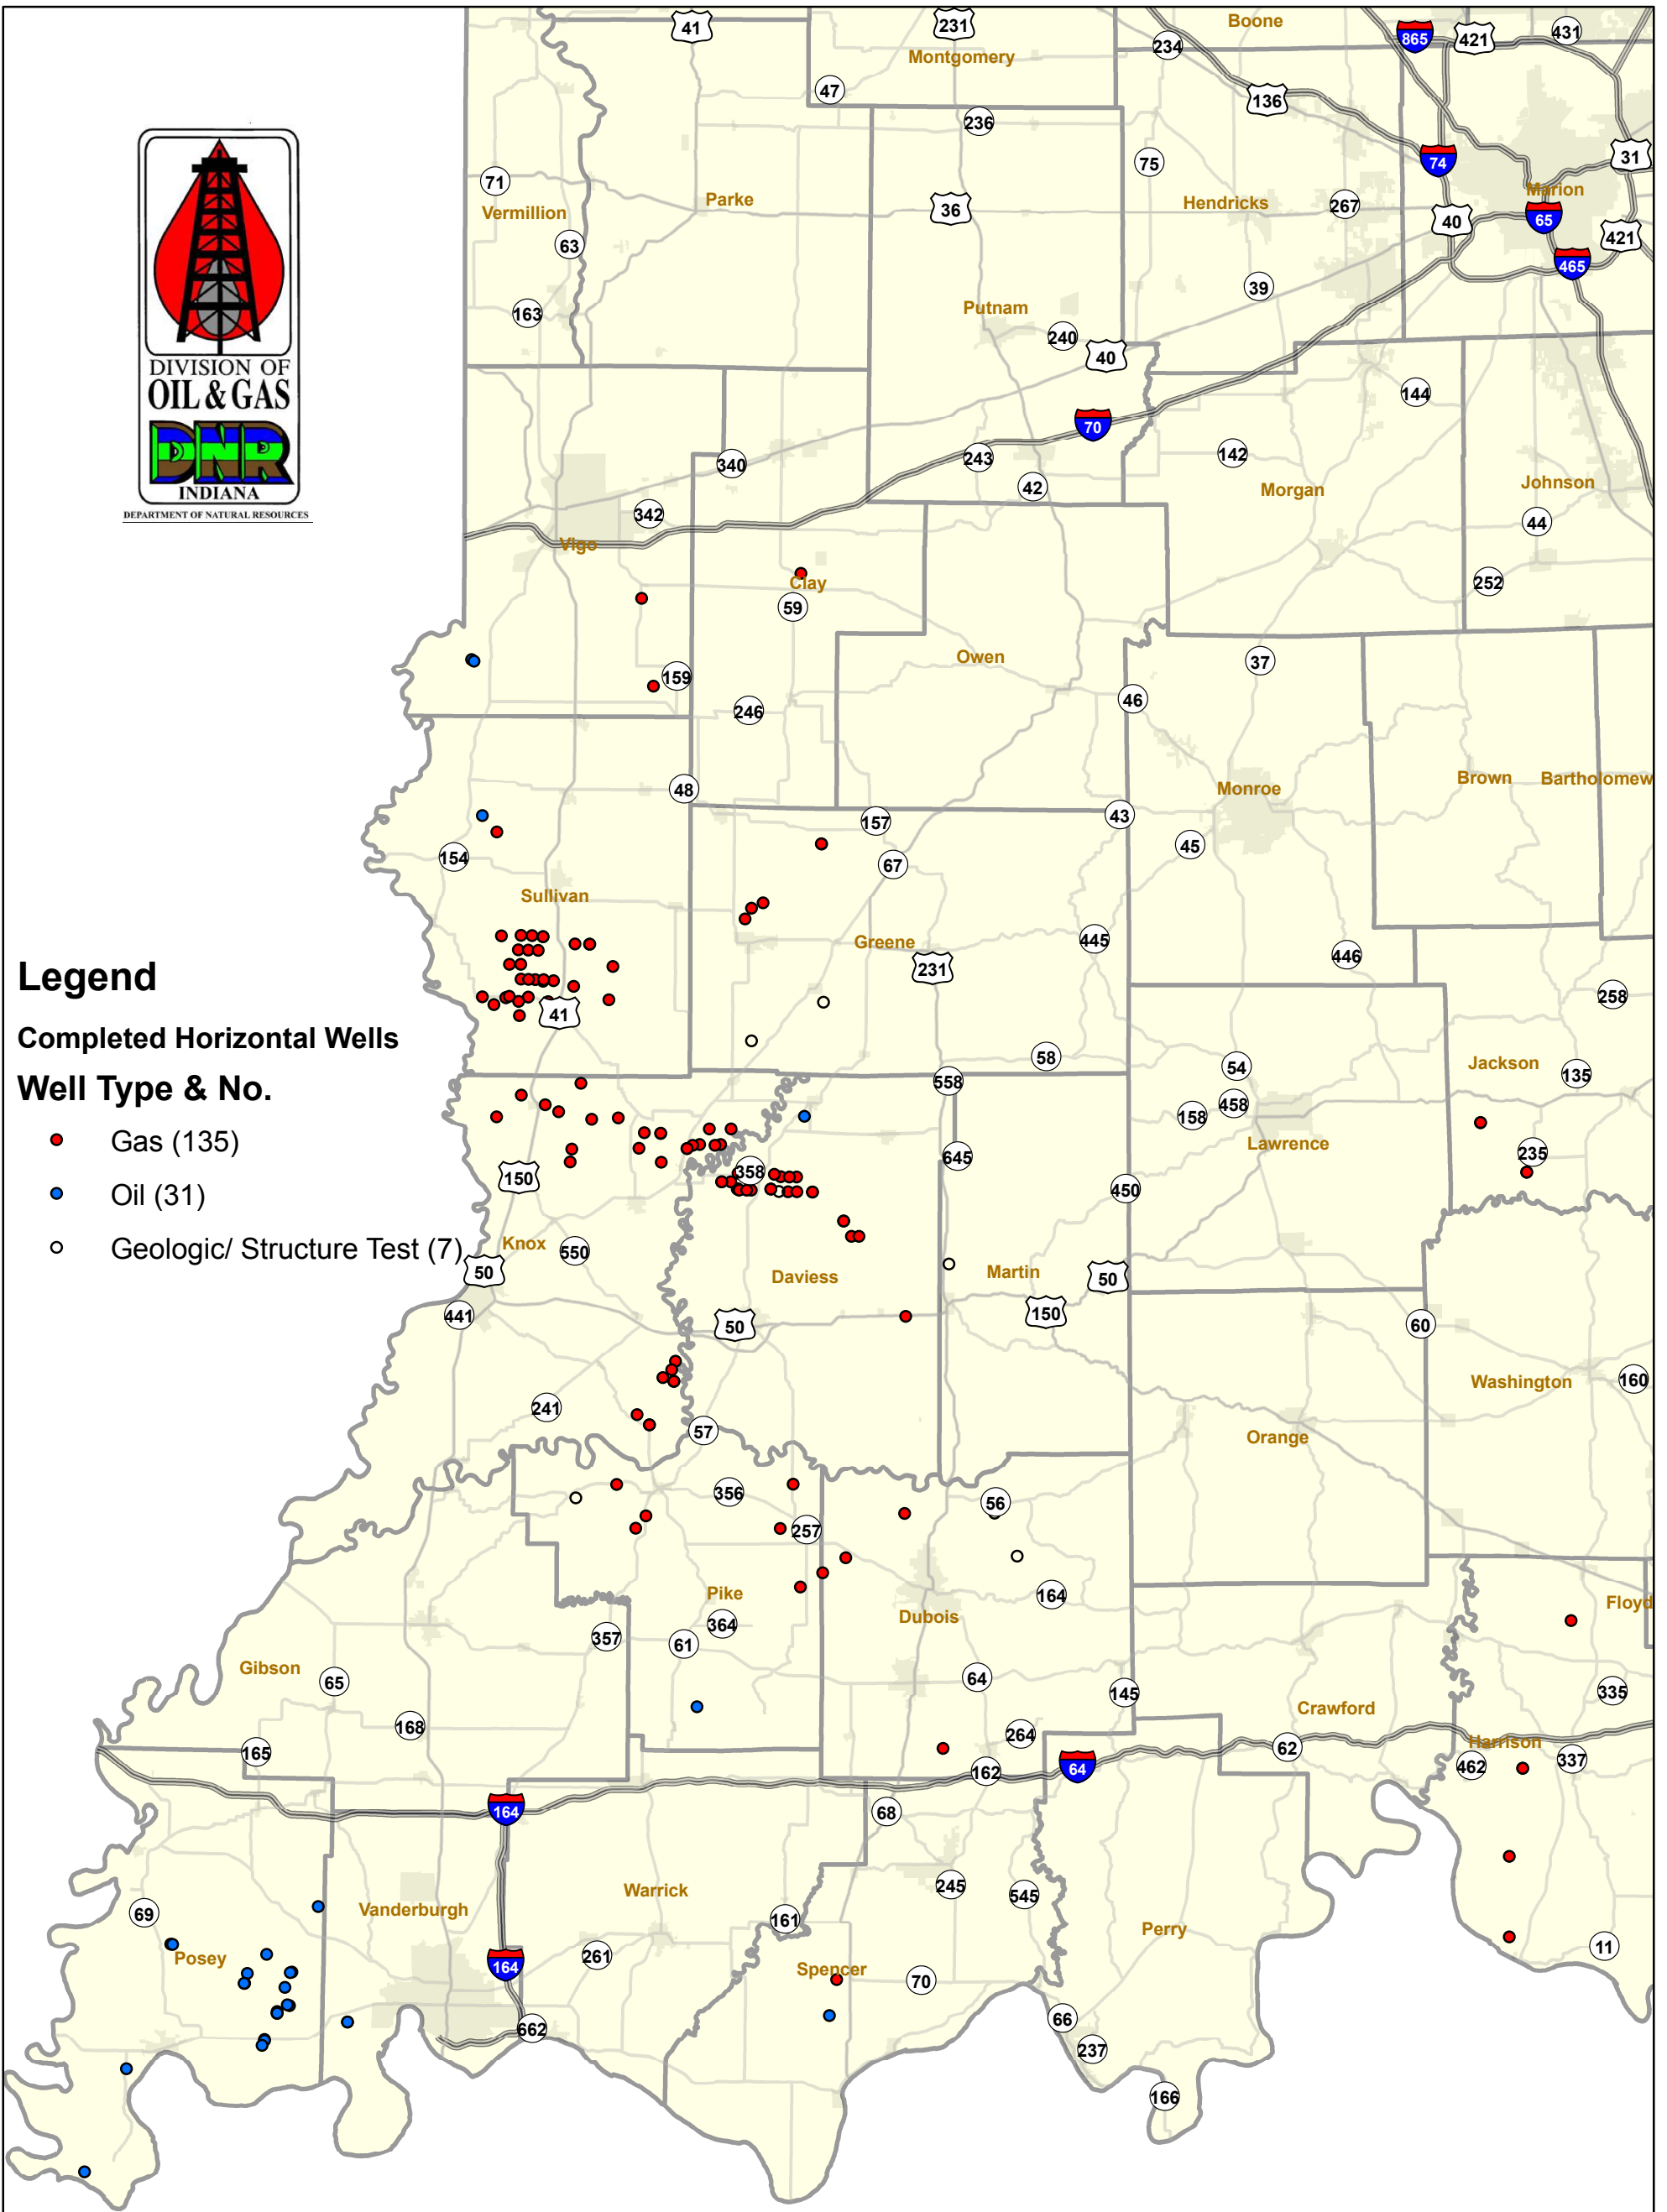 41
231
Boone
865
421
431
234
Montgomery
47
136
236
75
74
31
71
Parke
36
Hendricks
267
Marion
Vermillion
40
65
421
63
465
39
163
Putnam
240
40
DIVISION OF
OIL & GAS
DNR
INDIANA
DEPARTMENT OF NATURAL RESOURCES
144
70
340
243
142
42
Morgan
Johnson
342
44
Vigo
Clay
252
59
Owen
37
159
46
246
48
Monroe
Brown
Bartholomew
157
43
154
67
45
Sullivan
Greene
445
446
231
258
41
Legend
Completed Horizontal Wells
Well Type & No.
Gas (135)
Oil (31)
Geologic/ Structure Test (7)
58
54
Jackson
135
558
158
458
Lawrence
645
235
358
150
450
Knox
550
50
Daviess
Martin
50
441
50
150
60
Washington
160
241
57
Orange
356
56
257
Pike
164
364
Dubois
Floyd
357
61
Gibson
65
64
145
335
168
Crawford
264
165
62
Harrison
162
64
462
337
164
68
Warrick
245
545
69
Vanderburgh
161
Perry
Posey
164
261
Spencer
70
11
66
662
237
166